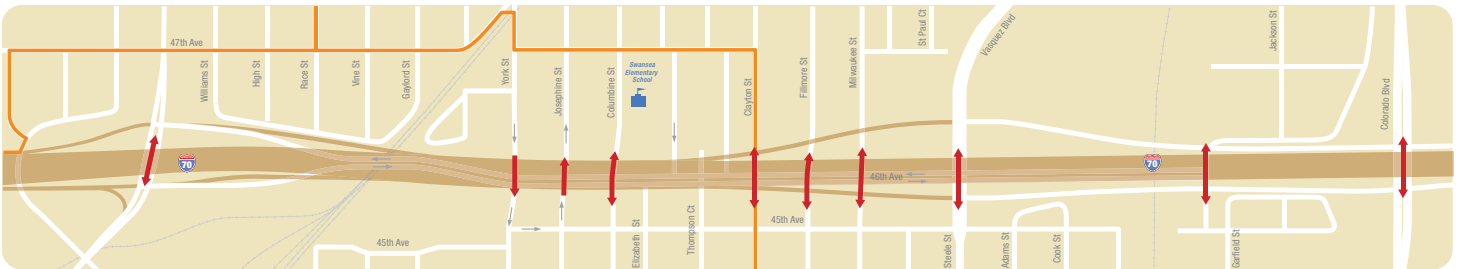 47th Ave
Williams St
High St
Race St
Vine St
Gaylord St
York St
Josephine St
Columbine St
Swansea
Elementary
School
Clayton St
Fillmore St
Milwaukee St
St Paul Ct
Vasquez Blvd
Jackson St
Colorado Blvd
70
70
46th Ave
45th Ave
45th Ave
Elizabeth St
Thompson Ct
Steele St
Adams St
Cook St
Garfield St